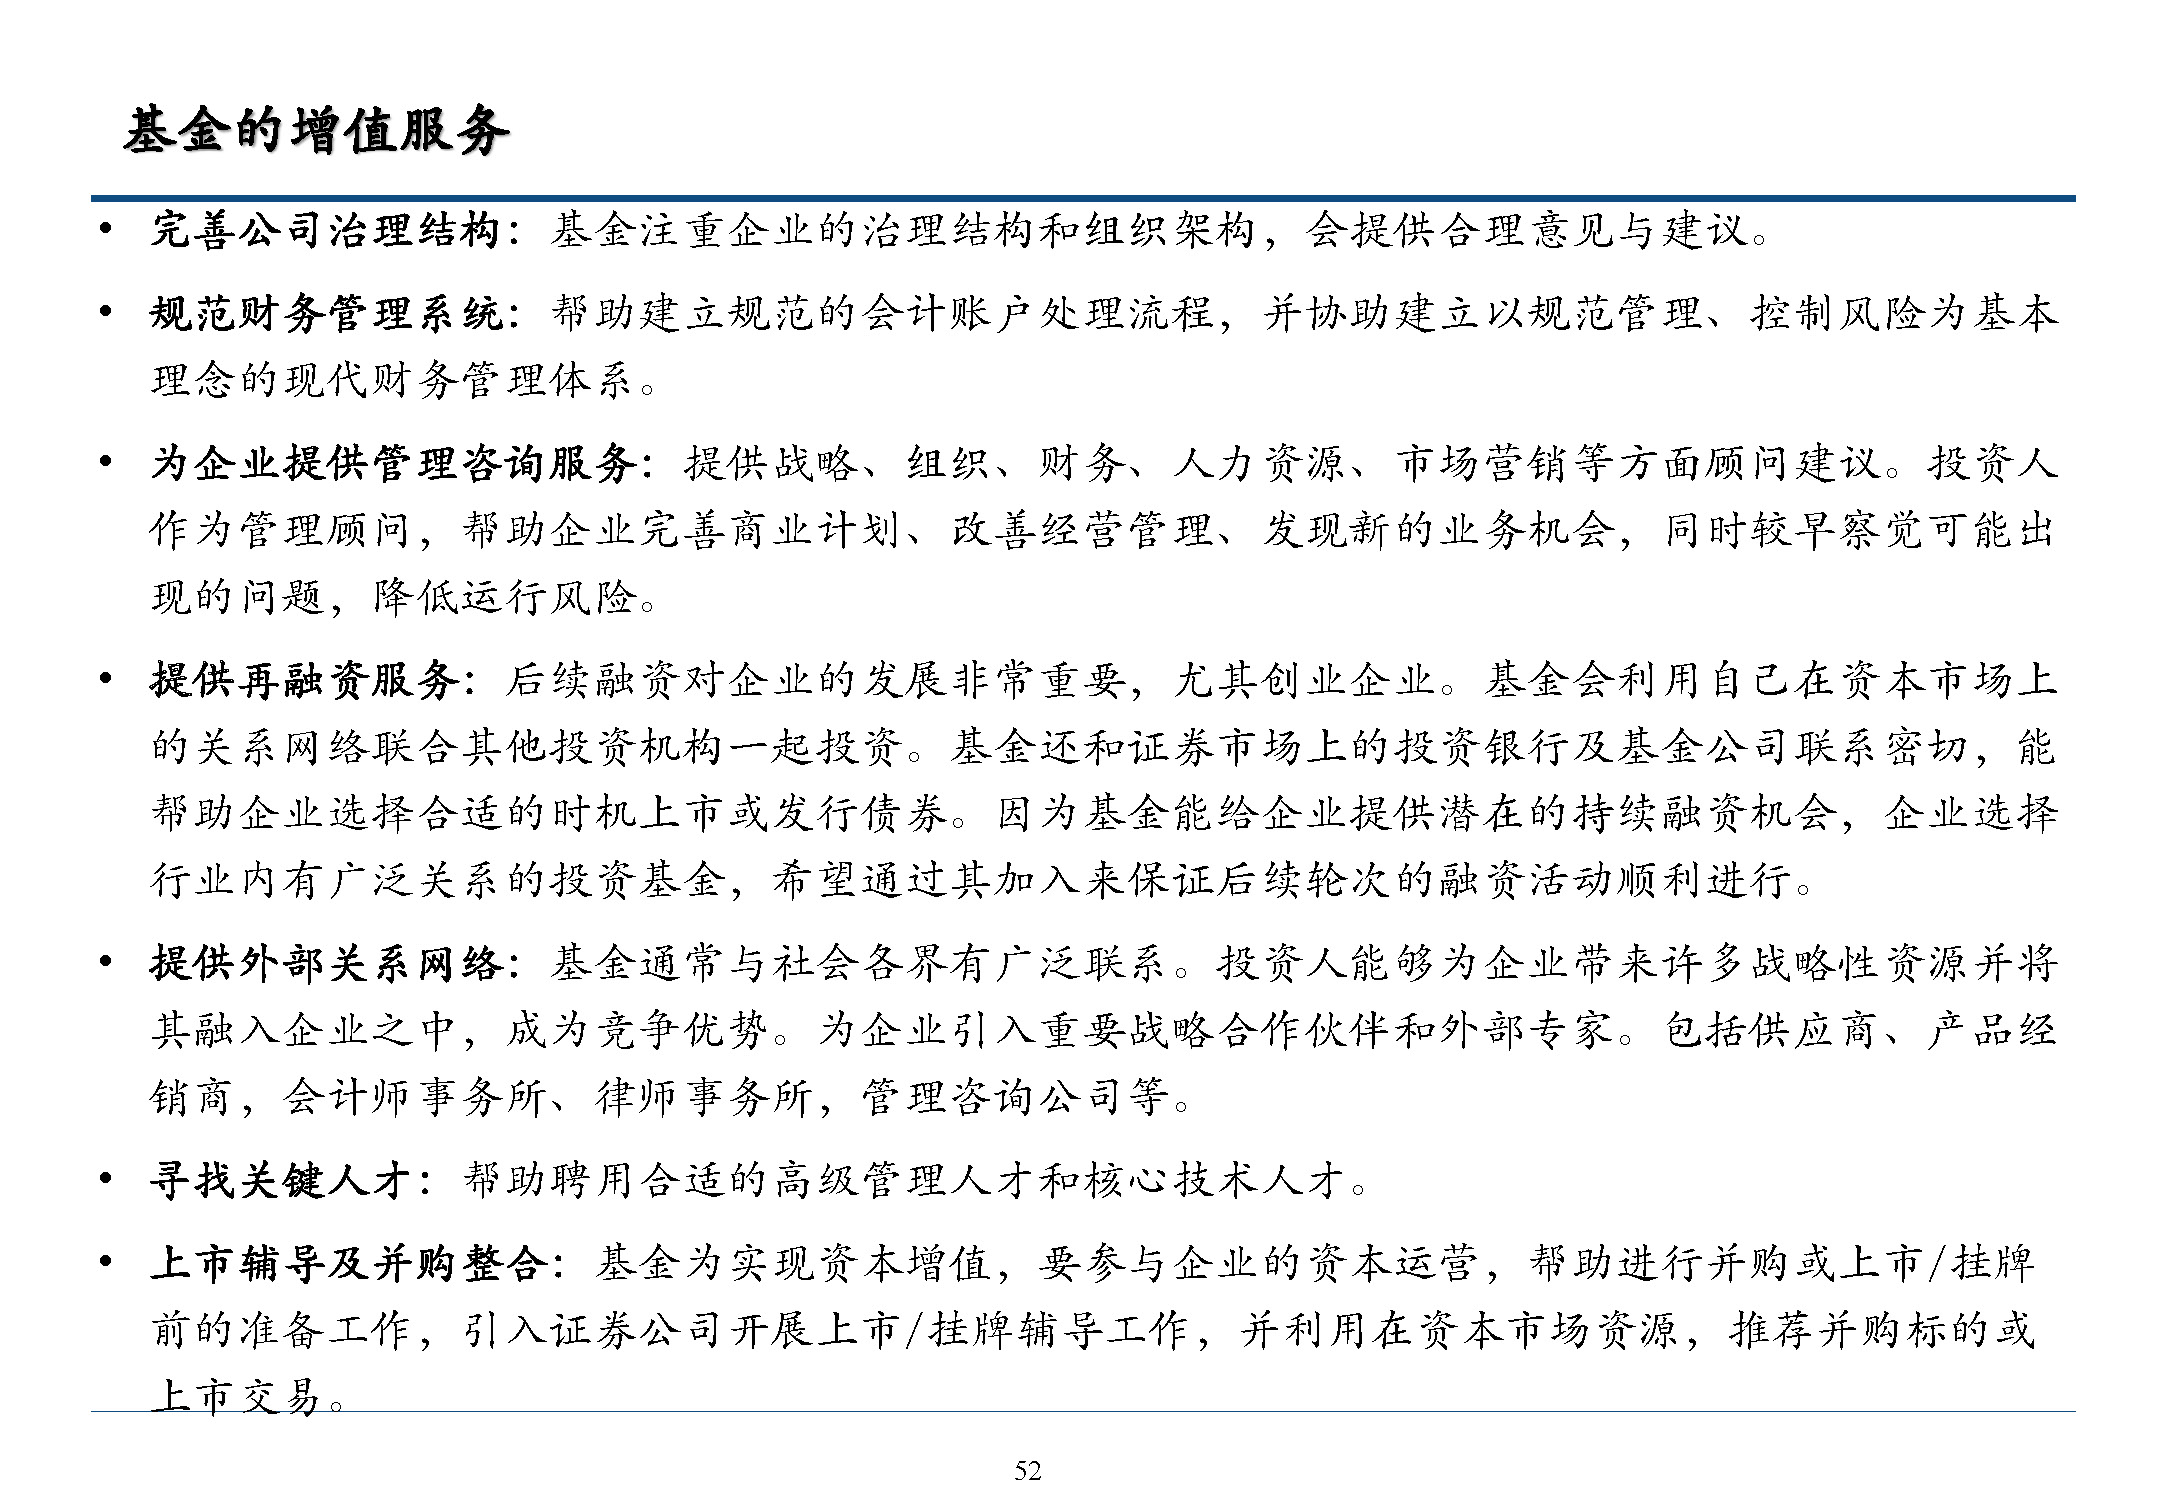 基金的增值服务
• 完善公司治理结构：基金注重企业的治理结构和组织架构，会提供合理意见与建议。
• 规范财务管理系统：帮助建立规范的会计账户处理流程，并协助建立以规范管理、控制风险为基本
理念的现代财务管理体系。
• 为企业提供管理咨询服务：提供战略、组织、财务、人力资源、市场营销等方面顾问建议。投资人
作为管理顾问，帮助企业完善商业计划、改善经营管理、发现新的业务机会，同时较早察觉可能出
现的问题，降低运行风险。
• 提供再融资服务：后续融资对企业的发展非常重要，尤其创业企业。基金会利用自己在资本市场上
的关系网络联合其他投资机构一起投资。基金还和证券市场上的投资银行及基金公司联系密切，能
帮助企业选择合适的时机上市或发行债券。因为基金能给企业提供潜在的持续融资机会，企业选择
行业内有广泛关系的投资基金，希望通过其加入来保证后续轮次的融资活动顺利进行。
• 提供外部关系网络：基金通常与社会各界有广泛联系。投资人能够为企业带来许多战略性资源并将
其融入企业之中，成为竞争优势。为企业引入重要战略合作伙伴和外部专家。包括供应商、产品经
销商，会计师事务所、律师事务所，管理咨询公司等。
• 寻找关键人才：帮助聘用合适的高级管理人才和核心技术人才。
• 上市辅导及并购整合：基金为实现资本增值，要参与企业的资本运营，帮助进行并购或上市/挂牌
前的准备工作，引入证券公司开展上市/挂牌辅导工作，并利用在资本市场资源，推荐并购标的或
上市交易。
52